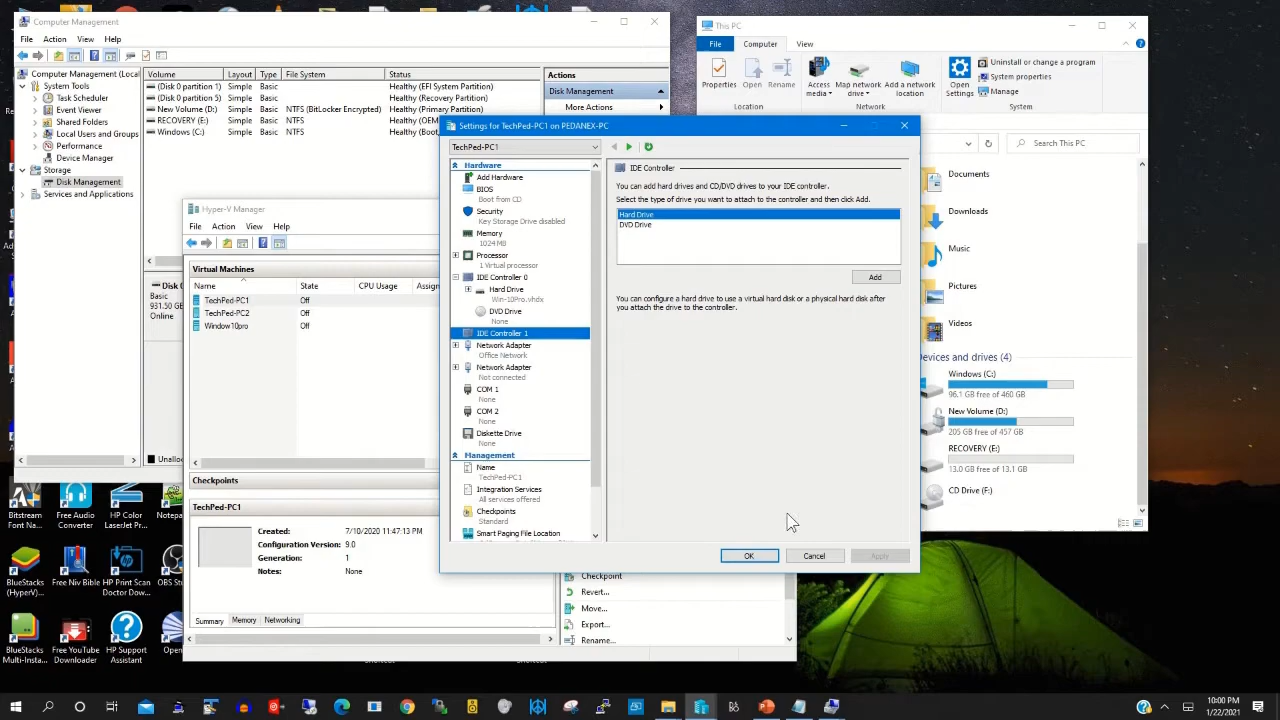 Computer Management
File Action View Help
Computer Management (Local
System Tools
Task Scheduler
Event Viewer
Shared Folders
Local Users and Groups
Performance
Device Manager
Storage
Disk Management
Services and Applications
Volume Layout Type File System Status
(Disk 0 partition 1) Simple Basic Healthy (EFI System Partition)
(Disk 0 partition 5) Simple Basic Healthy (Recovery Partition)
New Volume (D:) Simple Basic NTFS (BitLocker Encrypted) Healthy (Primary Partition)
RECOVERY (E:) Simple Basic NTFS Healthy (OEM
Windows (C:) Simple Basic NTFS Healthy (Boot,
Actions
Disk Management
More Actions
Disk 0
Basic
931.50 GB
Online
Unalloc
This PC
File Computer View
Properties
Open
Rename
Access media
Map network drive
Add a network location
Open Settings
Uninstall or change a program
System properties
Manage
Location Network System
Search This PC
Documents
Downloads
Music
Pictures
Videos
Devices and drives (4)
Windows (C:)
96.1 GB free of 460 GB
New Volume (D:)
205 GB free of 457 GB
RECOVERY (E:)
13.0 GB free of 13.1 GB
CD Drive (F:)
Hyper-V Manager
File Action View Help
Virtual Machines
Name State CPU Usage Assign
TechPed-PC1 Off
TechPed-PC2 Off
Window10pro Off
Checkpoints
TechPed-PC1
Created: 7/10/2020 11:47:13 PM
Configuration Version: 9.0
Generation: 1
Notes: None
Summary Memory Networking
Checkpoint
Revert...
Move...
Export...
Rename...
Settings for TechPed-PC1 on PEDANEX-PC
TechPed-PC1
Hardware
Add Hardware
BIOS
Boot from CD
Security
Key Storage Drive disabled
Memory
1024 MB
Processor
1 Virtual processor
IDE Controller 0
Hard Drive
Win-10Pro.vhdx
DVD Drive
None
IDE Controller 1
Network Adapter
Office Network
Network Adapter
Not connected
COM 1
None
COM 2
None
Diskette Drive
None
Management
Name
TechPed-PC1
Integration Services
All services offered
Checkpoints
Standard
Smart Paging File Location
IDE Controller
You can add hard drives and CD/DVD drives to your IDE controller.
Select the type of drive you want to attach to the controller and then click Add.
Hard Drive
DVD Drive
Add
You can configure a hard drive to use a virtual hard disk or a physical hard disk after
you attach the drive to the controller.
OK Cancel Apply
Bitstream Font Na...
Free Audio Converter
HP Color LaserJet Pr...
Notep
BlueStacks (HyperV)
Free Niv Bible
HP Print Scan Doctor Dow...
OBS Stu
BlueStacks Multi-Insta...
Free YouTube Downloader
HP Support Assistant
Open
10:00 PM
1/22/2021